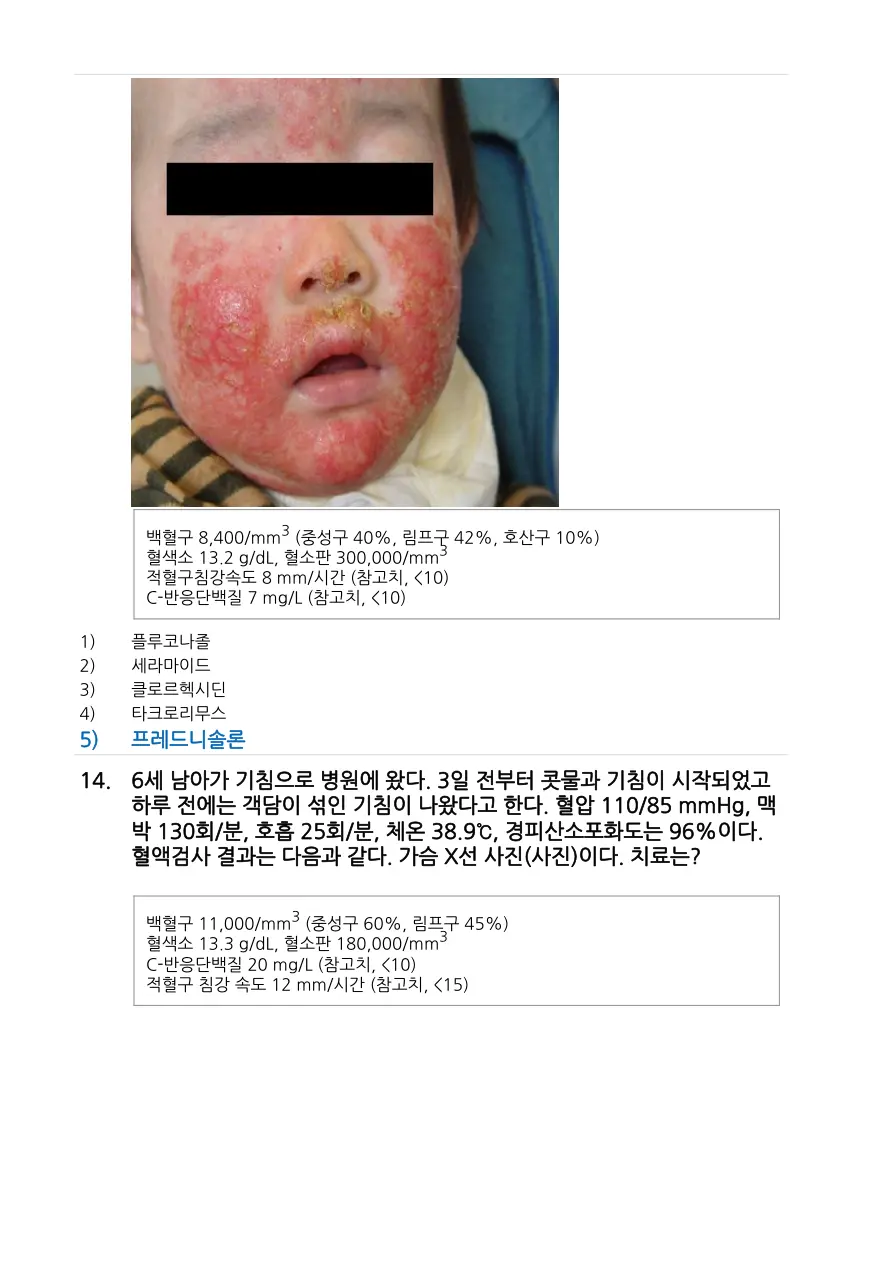 백혈구 8,400/mm3 (중성구 40%, 림프구 42%, 호산구 10%)
혈색소 13.2 g/dL, 혈소판 300,000/mm3
적혈구침강속도 8 mm/시간 (참고치, <10)
C-반응단백질 7 mg/L (참고치, <10)
1) 플루코나졸
2) 세라마이드
3) 클로르헥시딘
4) 타크로리무스
5) 프레드니솔론
14. 6세 남아가 기침으로 병원에 왔다. 3일 전부터 콧물과 기침이 시작되었고
하루 전에는 객담이 섞인 기침이 나왔다고 한다. 혈압 110/85 mmHg, 맥
박 130회/분, 호흡 25회/분, 체온 38.9℃, 경피산소포화도는 96%이다.
혈액검사 결과는 다음과 같다. 가슴 X선 사진(사진)이다. 치료는?
백혈구 11,000/mm3 (중성구 60%, 림프구 45%)
혈색소 13.3 g/dL, 혈소판 180,000/mm3
C-반응단백질 20 mg/L (참고치, <10)
적혈구 침강 속도 12 mm/시간 (참고치, <15)